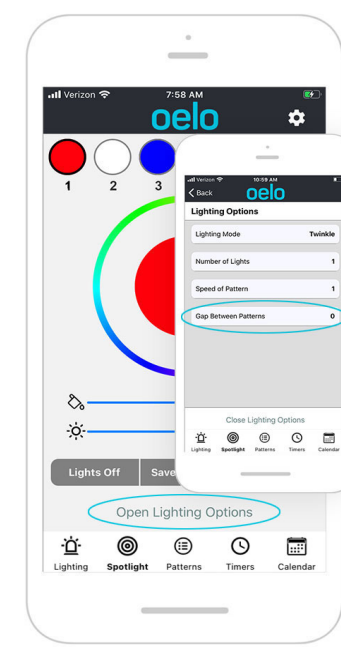 Verizon 7:58 AM
oelo
1 2 3
Lights Off Save
Open Lighting Options
Lighting Spotlight Patterns Timers Calendar
Verizon 10:59 AM
Back oelo
Lighting Options
Lighting Mode Twinkle
Number of Lights 1
Speed of Pattern 1
Gap Between Patterns 0
Close Lighting Options
Lighting Spotlight Patterns Timers Calendar